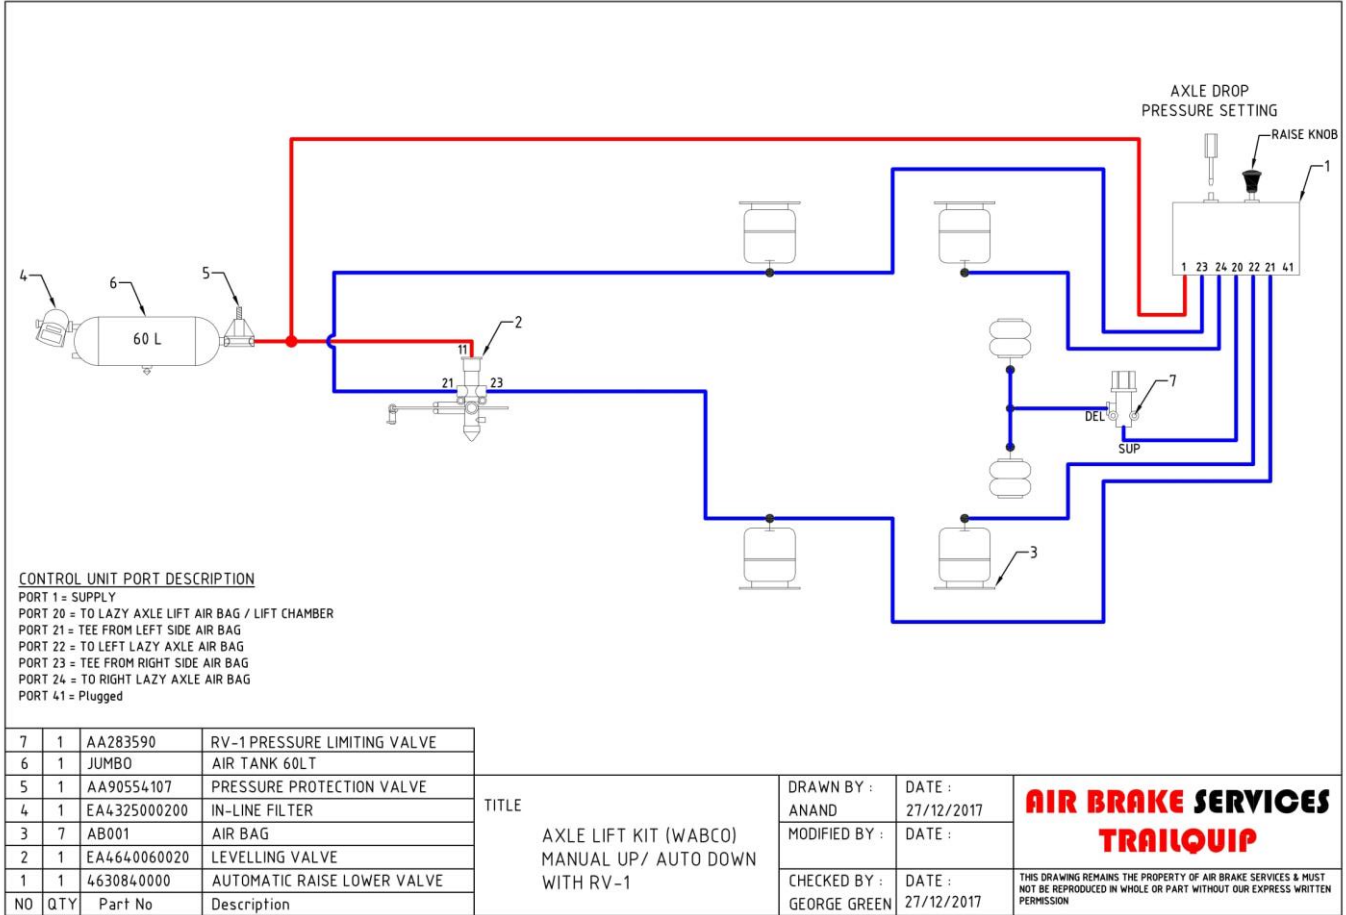 AXLE DROP
PRESSURE SETTING
RAISE KNOB
1
1 23 24 20 22 21 41
4
6
5
60 L
2
11
21
23
7
DEL
SUP
3
CONTROL UNIT PORT DESCRIPTION
PORT 1 = SUPPLY
PORT 20 = TO LAZY AXLE LIFT AIR BAG / LIFT CHAMBER
PORT 21 = TEE FROM LEFT SIDE AIR BAG
PORT 22 = TO LEFT LAZY AXLE AIR BAG
PORT 23 = TEE FROM RIGHT SIDE AIR BAG
PORT 24 = TO RIGHT LAZY AXLE AIR BAG
PORT 41 = Plugged
7 1 AA283590 RV-1 PRESSURE LIMITING VALVE
6 1 JUMBO AIR TANK 60LT
5 1 AA90554107 PRESSURE PROTECTION VALVE
4 1 EA4325000200 IN-LINE FILTER
3 7 AB001 AIR BAG
2 1 EA4640060020 LEVELLING VALVE
1 1 4630840000 AUTOMATIC RAISE LOWER VALVE
NO QTY Part No Description
TITLE
AXLE LIFT KIT (WABCO)
MANUAL UP/ AUTO DOWN
WITH RV-1
DRAWN BY : DATE :
ANAND 27/12/2017
MODIFIED BY : DATE :
CHECKED BY : DATE :
GEORGE GREEN 27/12/2017
AIR BRAKE SERVICES
TRAILQUIP
THIS DRAWING REMAINS THE PROPERTY OF AIR BRAKE SERVICES & MUST
NOT BE REPRODUCED IN WHOLE OR PART WITHOUT OUR EXPRESS WRITTEN
PERMISSION